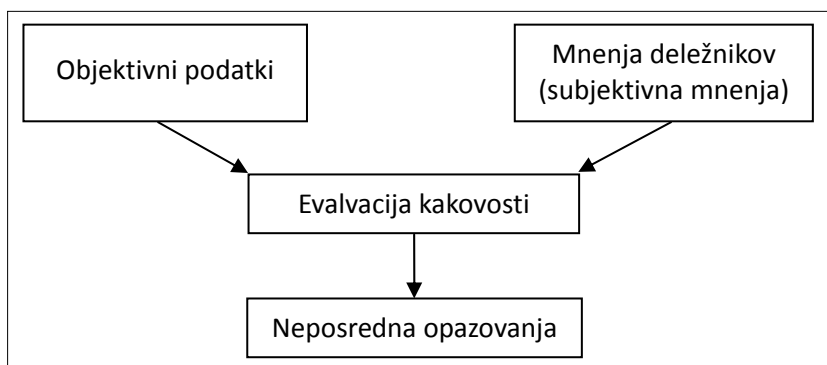 Objektivni podatki
Mnenja deležnikov
(subjektivna mnenja)
Evalvacija kakovosti
Neposredna opazovanja